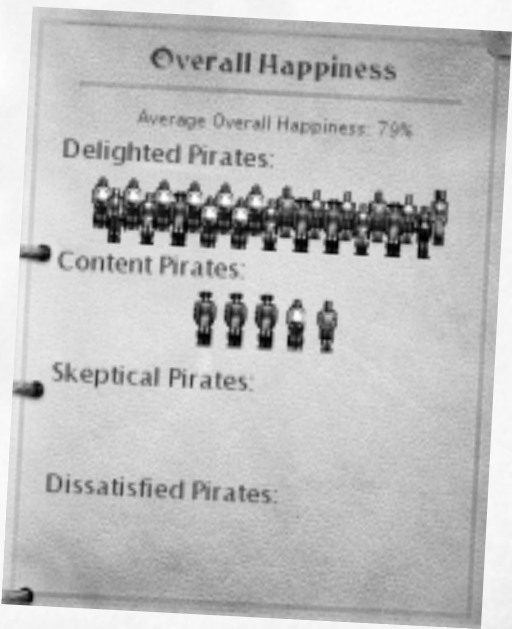 Overall Happiness
Average Overall Happiness: 79%
Delighted Pirates:
Content Pirates:
Skeptical Pirates:
Dissatisfied Pirates: